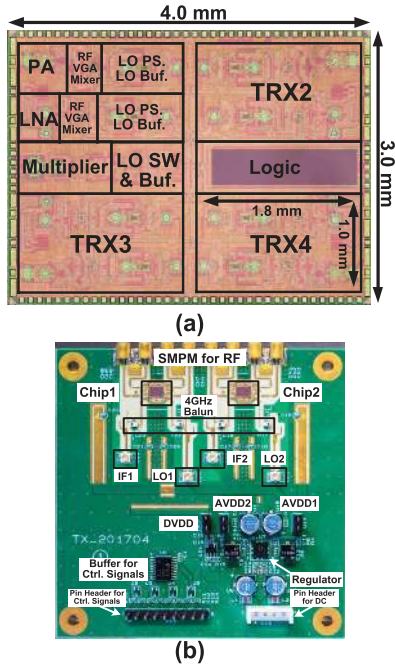 4.0 mm
PA
RF
VGA
Mixer
LO PS.
LO Buf.
TRX2
LNA
RF
VGA
Mixer
LO PS.
LO Buf.
3.0 mm
Multiplier
LO SW
& Buf.
Logic
1.8 mm
TRX3
TRX4
1.0 mm
(a)
SMPM for RF
Chip1
Chip2
4GHz
Balun
IF1
LO1
IF2
LO2
AVDD2
AVDD1
DVDD
TX_201704
Buffer for
Ctrl. Signals
Regulator
Pin Header for
Ctrl. Signals
Pin Header
for DC
(b)